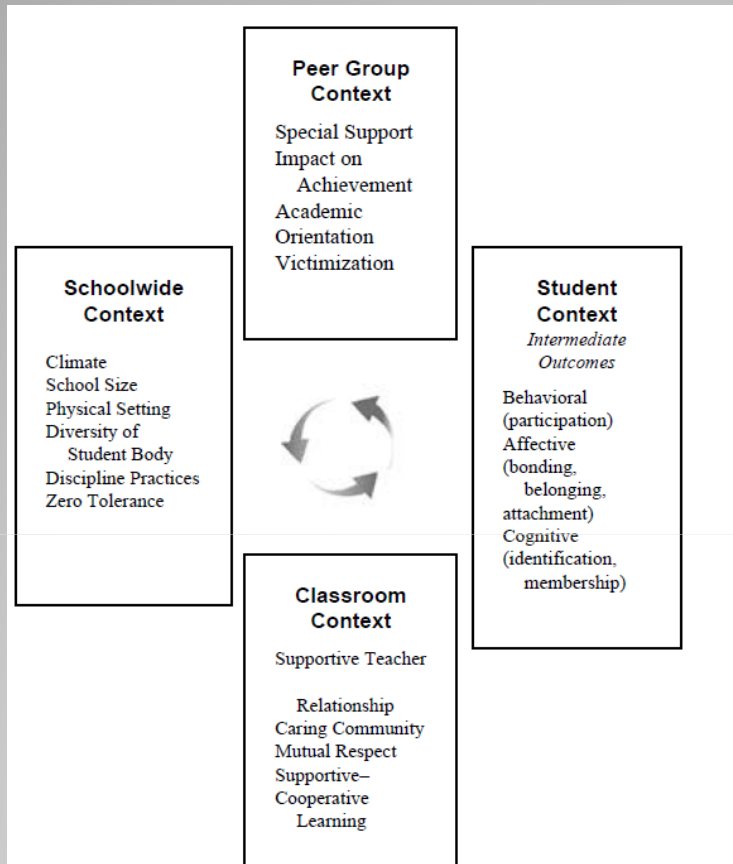 Peer Group
Context
Special Support
Impact on
Achievement
Academic
Orientation
Victimization
Schoolwide
Context
Climate
School Size
Physical Setting
Diversity of
Student Body
Discipline Practices
Zero Tolerance
Student
Context
Intermediate
Outcomes
Behavioral
(participation)
Affective
(bonding,
belonging,
attachment)
Cognitive
(identification,
membership)
Classroom
Context
Supportive Teacher
Relationship
Caring Community
Mutual Respect
Supportive–
Cooperative
Learning